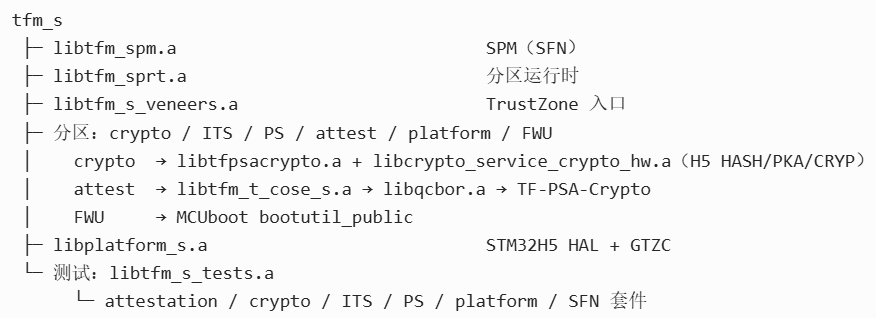 tfm_s
├─ libtfm_spm.a                    SPM（SFN）
├─ libtfm_sprt.a                   分区运行时
├─ libtfm_s_veneers.a              TrustZone 入口
├─ 分区：crypto / ITS / PS / attest / platform / FWU
│    crypto  → libtfpsacrypto.a + libcrypto_service_crypto_hw.a（H5 HASH/PKA/CRYP）
│    attest  → libtfm_t_cose_s.a → libqcbor.a → TF-PSA-Crypto
│    FWU     → MCUboot bootutil_public
├─ libplatform_s.a                 STM32H5 HAL + GTZC
└─ 测试：libtfm_s_tests.a
     └─ attestation / crypto / ITS / PS / platform / SFN 套件